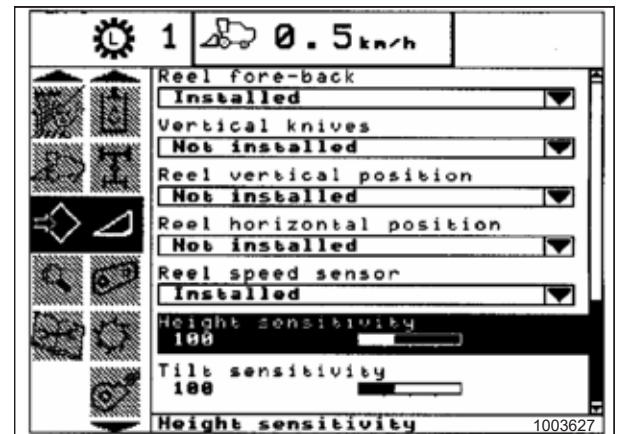 L 1 0.5km/h
Reel fore-back
Installed
Vertical knives
Not installed
Reel vertical position
Not installed
Reel horizontal position
Not installed
Reel speed sensor
Installed
Height sensitivity
100
Tilt sensitivity
100
Height sensitivity
1003627